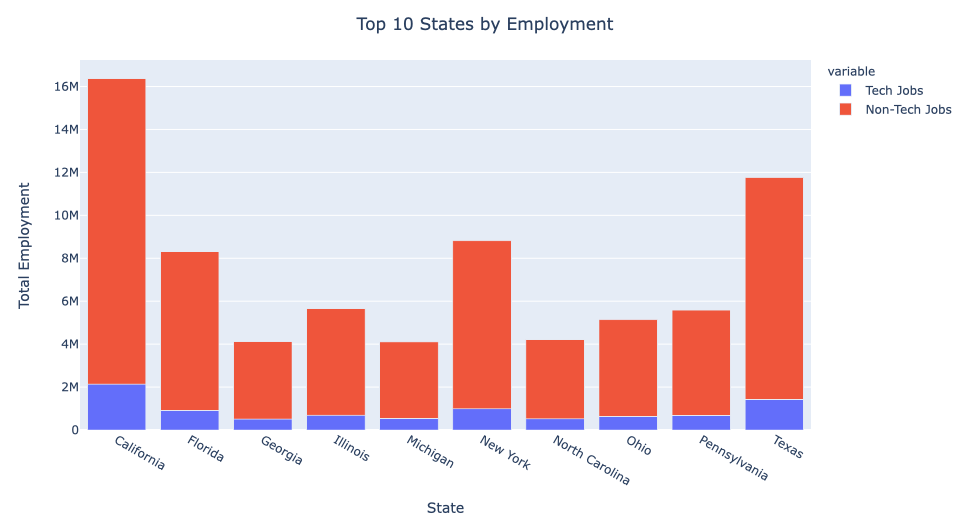 Top 10 States by Employment
variable
Tech Jobs
Non-Tech Jobs
Total Employment
16M
14M
12M
10M
8M
6M
4M
2M
0
California
Florida
Georgia
Illinois
Michigan
New York
North Carolina
Ohio
Pennsylvania
Texas
State